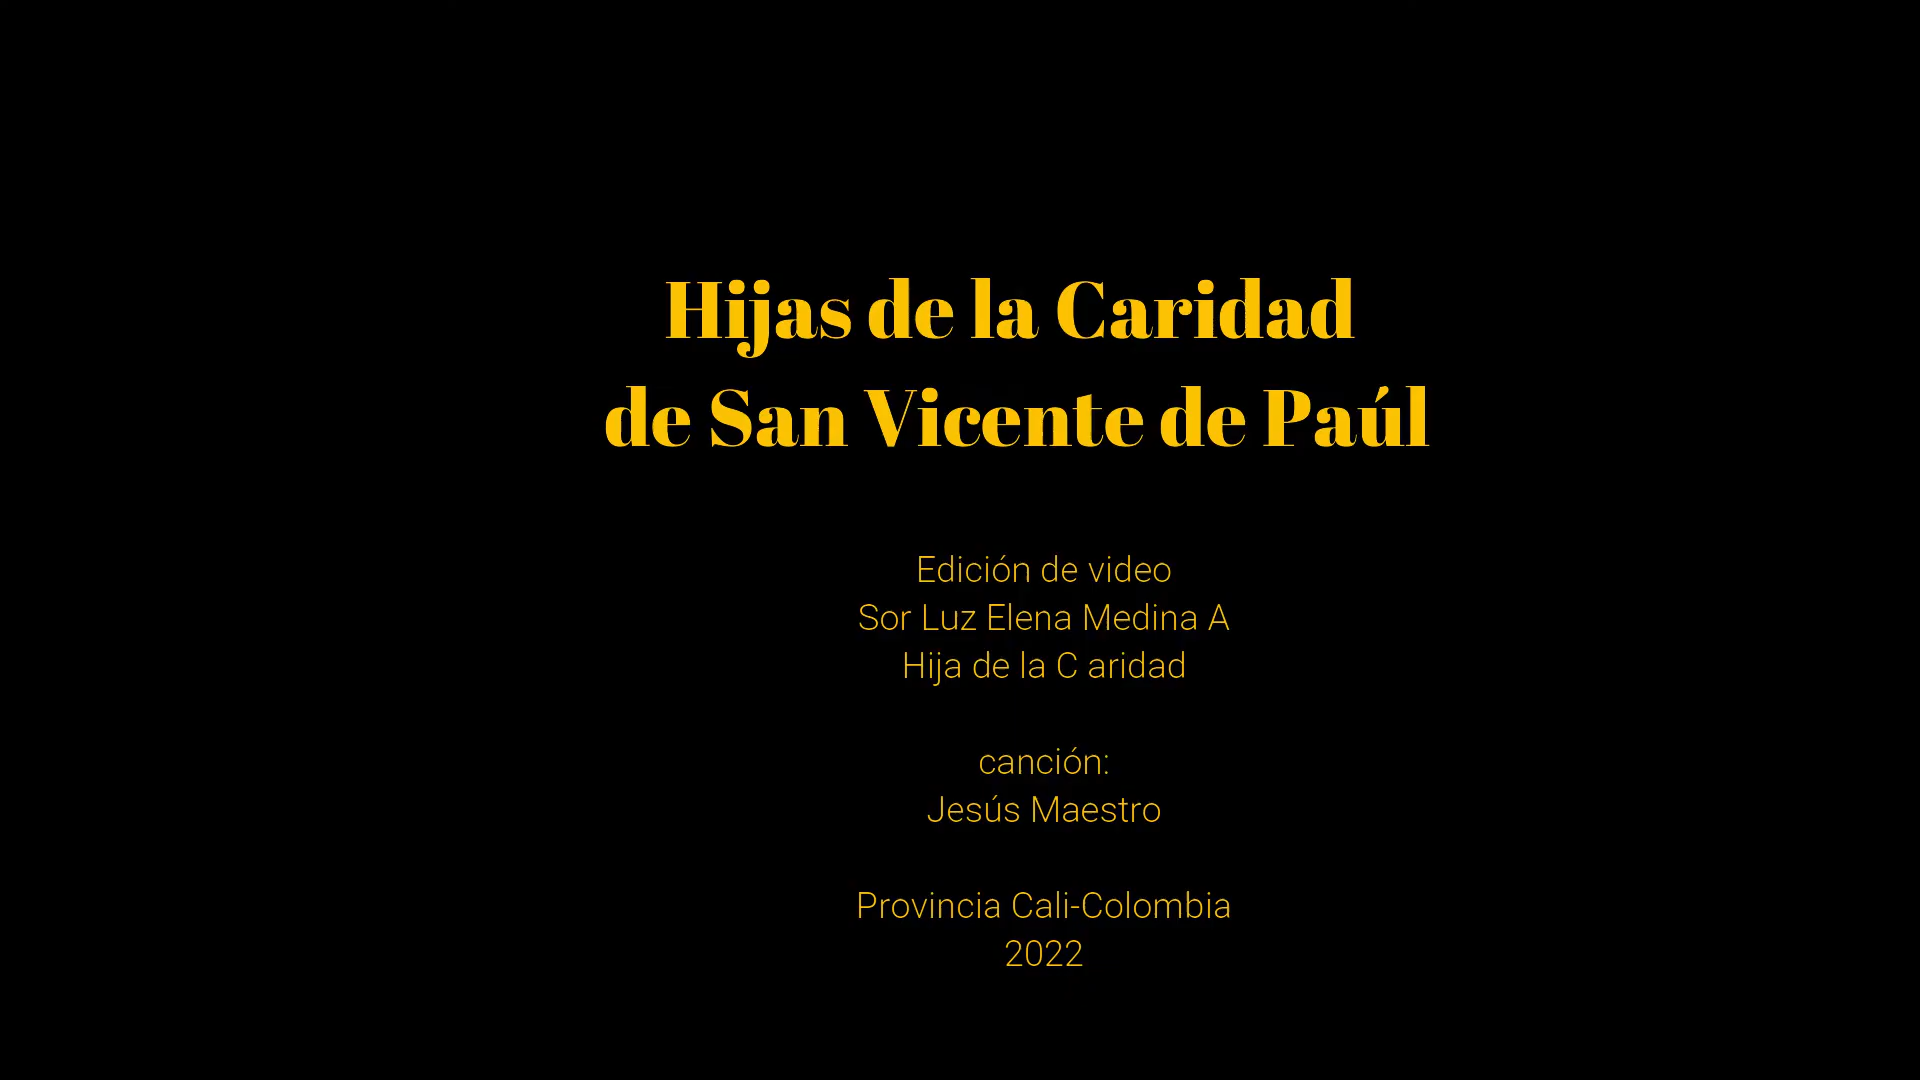 Hijas de la Caridad
de San Vicente de Paúl
Edición de video
Sor Luz Elena Medina A
Hija de la C aridad
canción:
Jesús Maestro
Provincia Cali-Colombia
2022